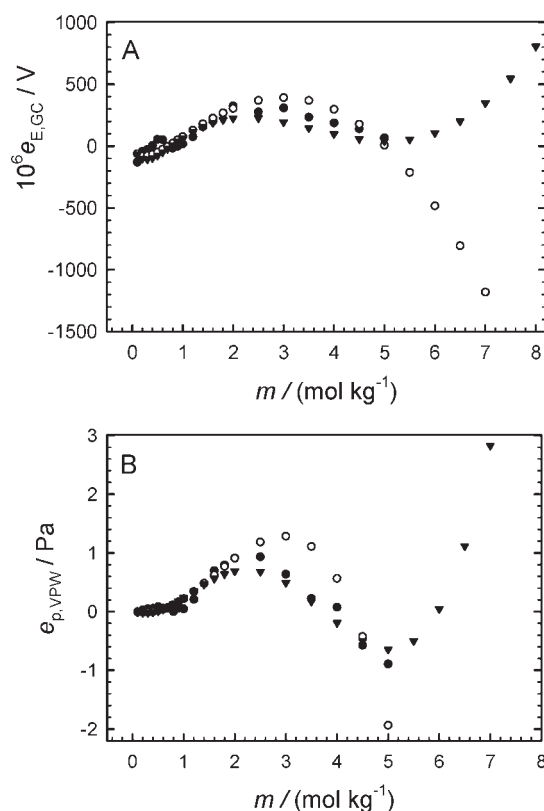 A
1000
500
0
-500
-1000
-1500
10⁶e_E,GC / V
0 1 2 3 4 5 6 7 8
m / (mol kg⁻¹)
B
3
2
1
0
-1
-2
e_p,VPW / Pa
0 1 2 3 4 5 6 7 8
m / (mol kg⁻¹)